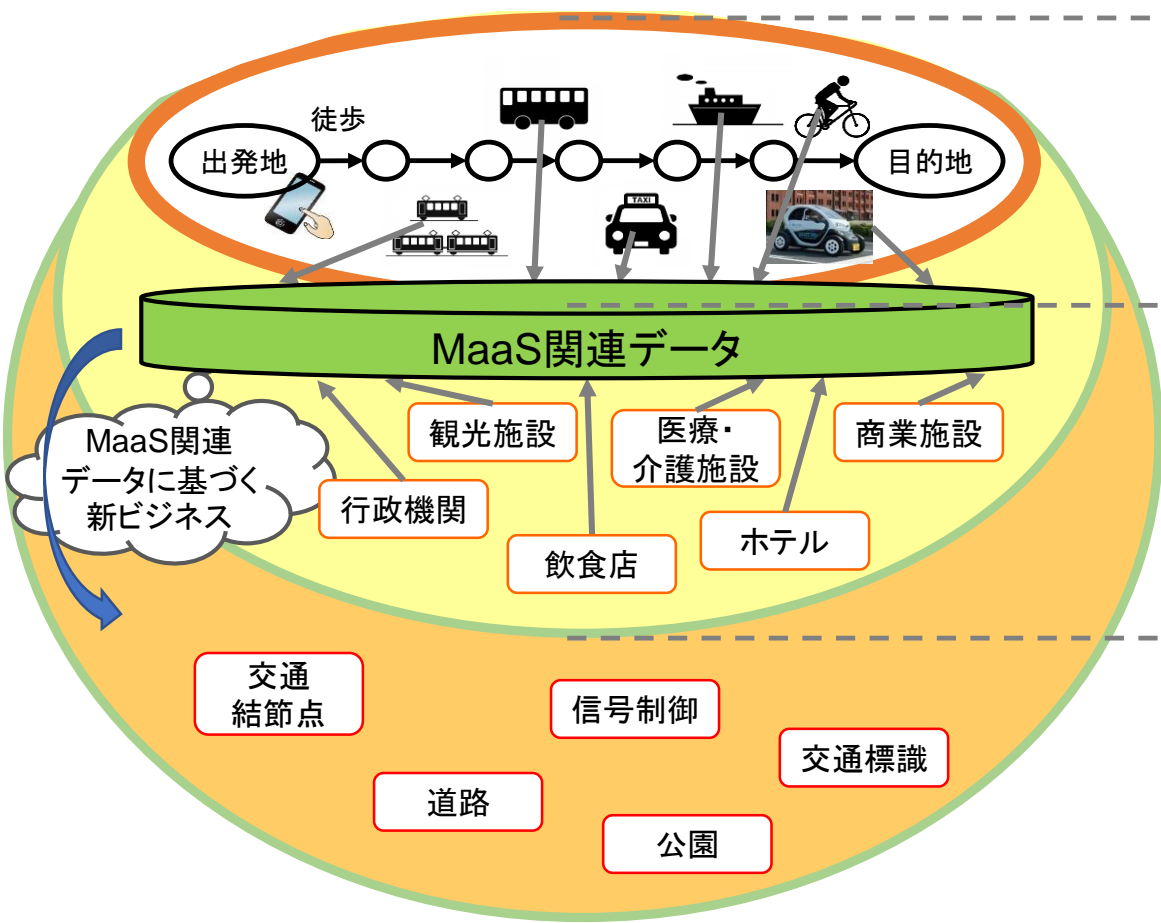 徒歩
出発地
目的地
TAXI
MaaS関連データ
MaaS関連
データに基づく
新ビジネス
観光施設
医療・
介護施設
商業施設
行政機関
飲食店
ホテル
交通
結節点
信号制御
交通標識
道路
公園